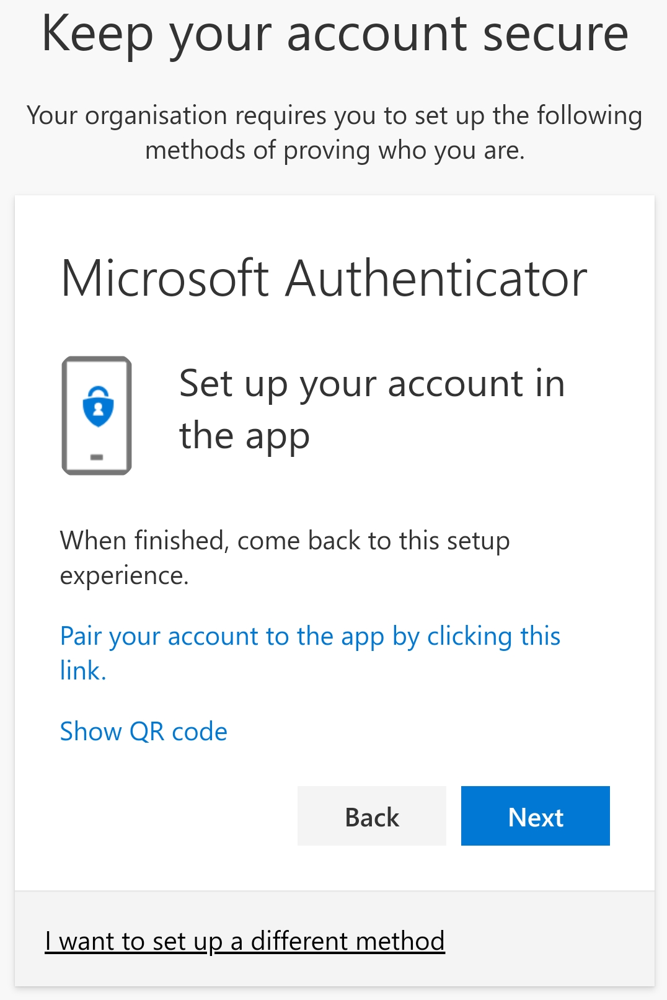 Keep your account secure
Your organisation requires you to set up the following
methods of proving who you are.
Microsoft Authenticator
Set up your account in
the app
When finished, come back to this setup
experience.
Pair your account to the app by clicking this
link.
Show QR code
Back
Next
I want to set up a different method